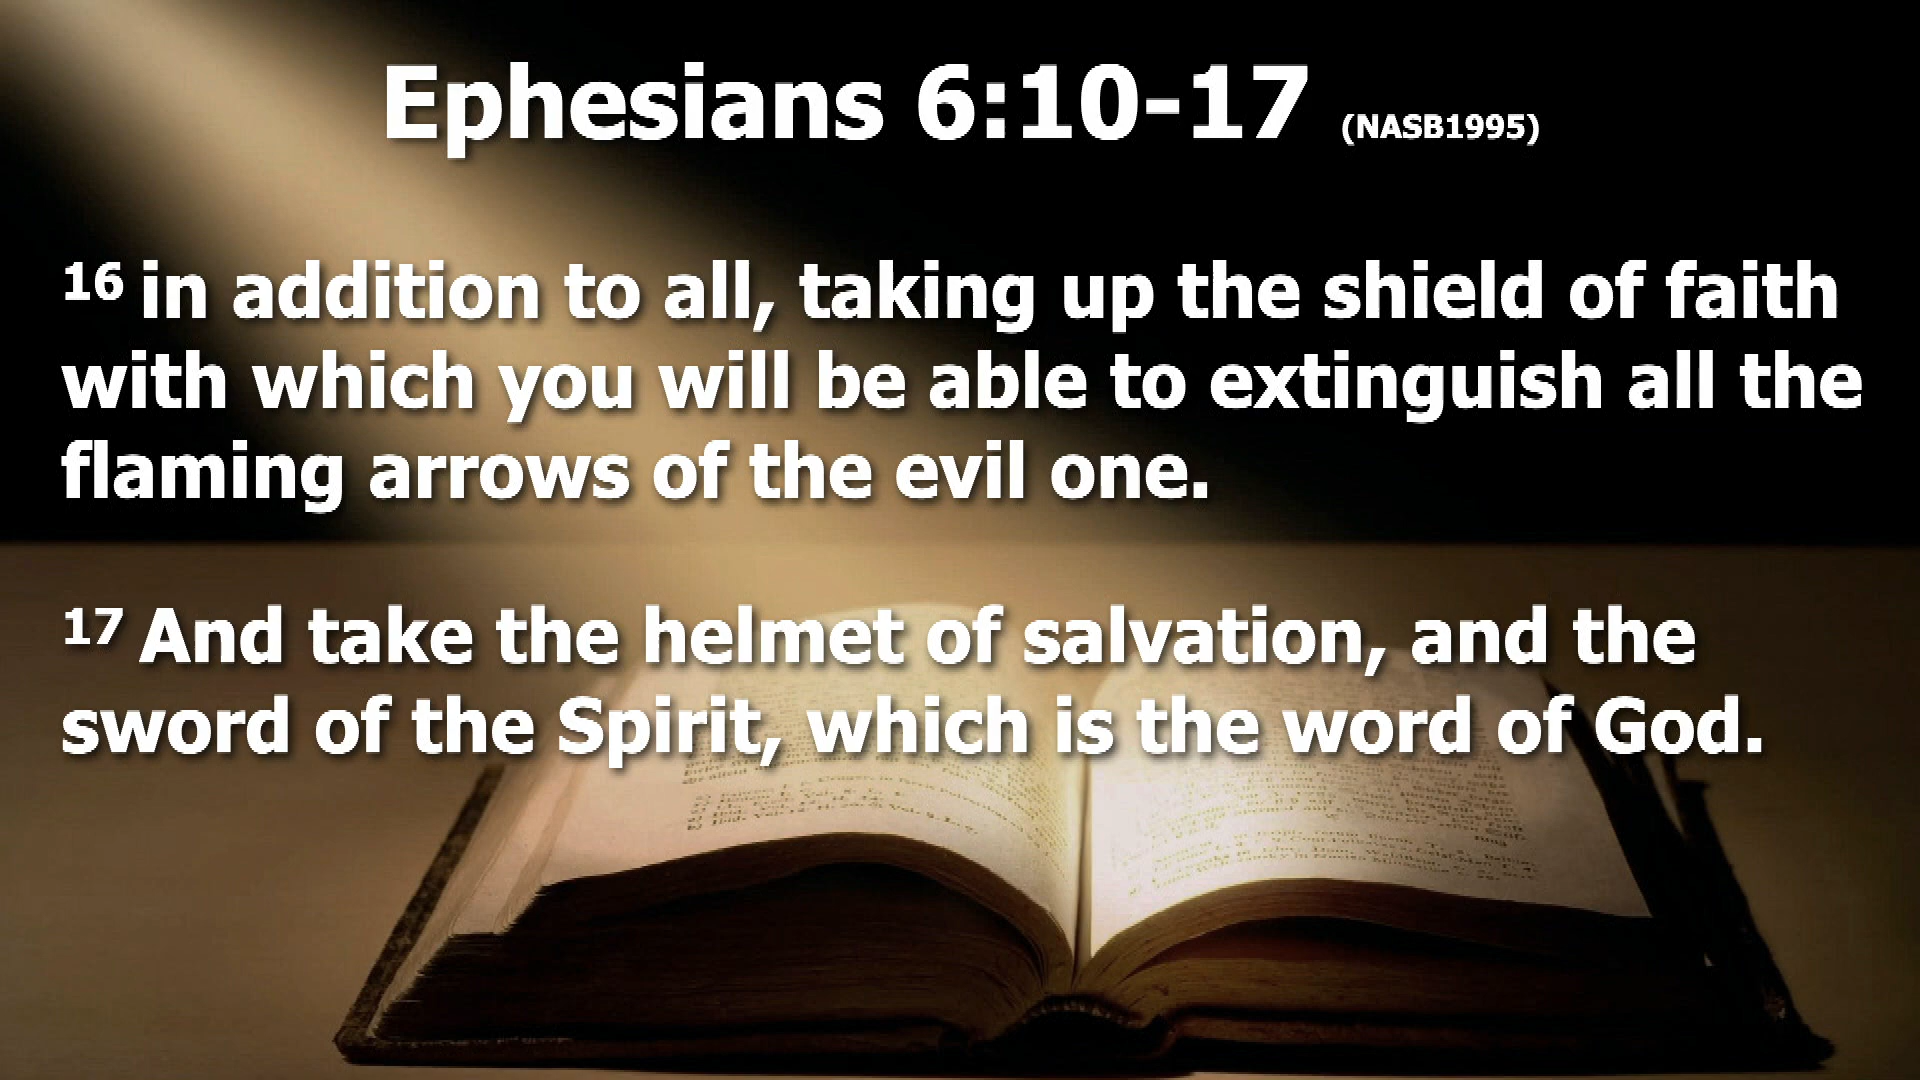 Ephesians 6:10-17 (NASB1995)
16 in addition to all, taking up the shield of faith
with which you will be able to extinguish all the
flaming arrows of the evil one.
17 And take the helmet of salvation, and the
sword of the Spirit, which is the word of God.